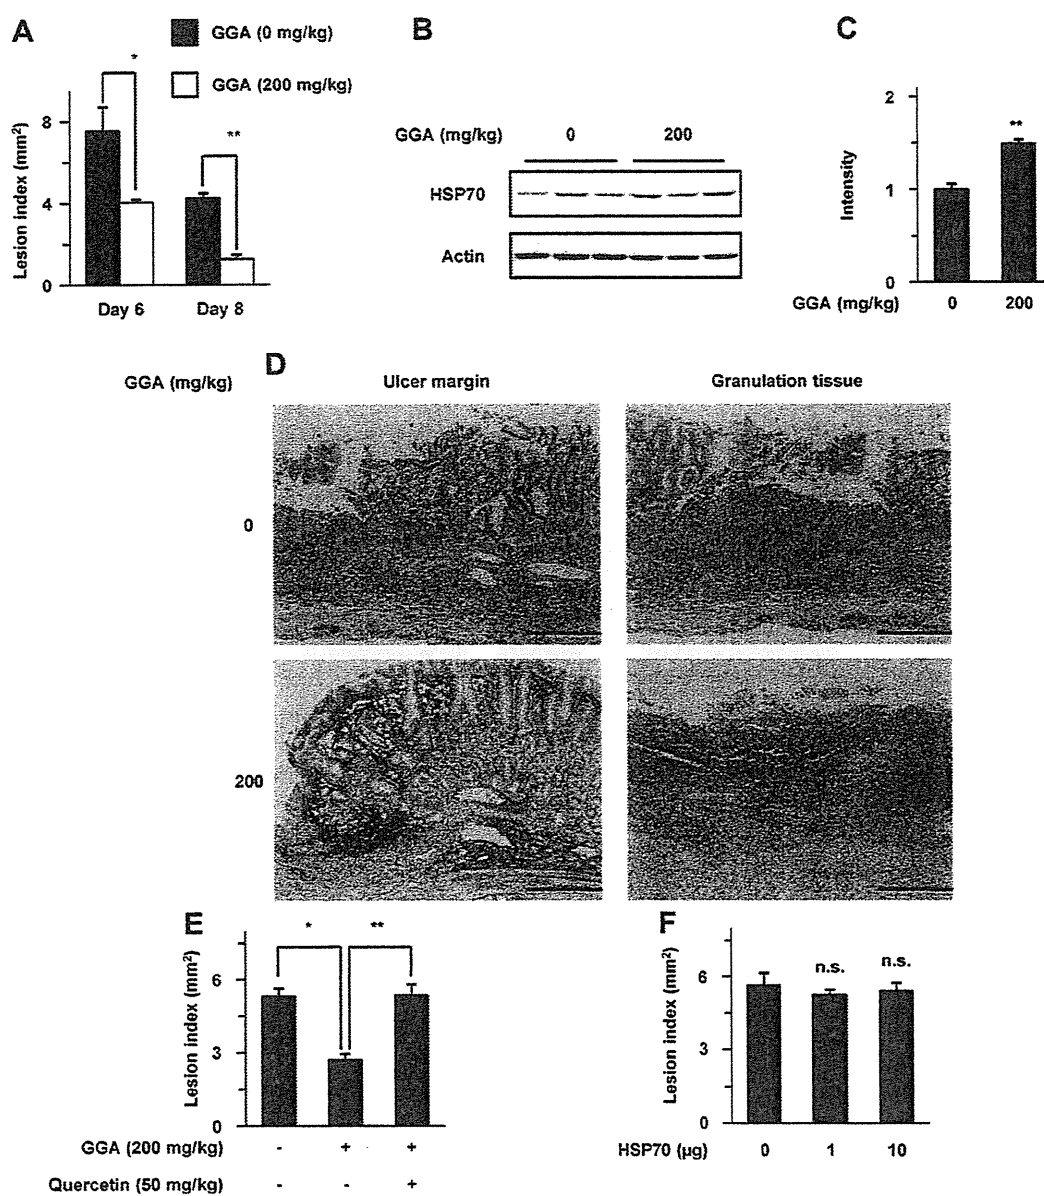 A
GGA (0 mg/kg)
GGA (200 mg/kg)
*
**
Lesion index (mm²)
8
4
0
Day 6
Day 8
B
GGA (mg/kg)
0
200
HSP70
Actin
C
Intensity
2
1
0
**
GGA (mg/kg)
0
200
D
GGA (mg/kg)
Ulcer margin
Granulation tissue
0
200
E
*
**
Lesion index (mm²)
6
3
0
GGA (200 mg/kg)
- + +
Quercetin (50 mg/kg)
- - +
F
Lesion index (mm²)
6
3
0
n.s.
n.s.
HSP70 (µg)
0
1
10